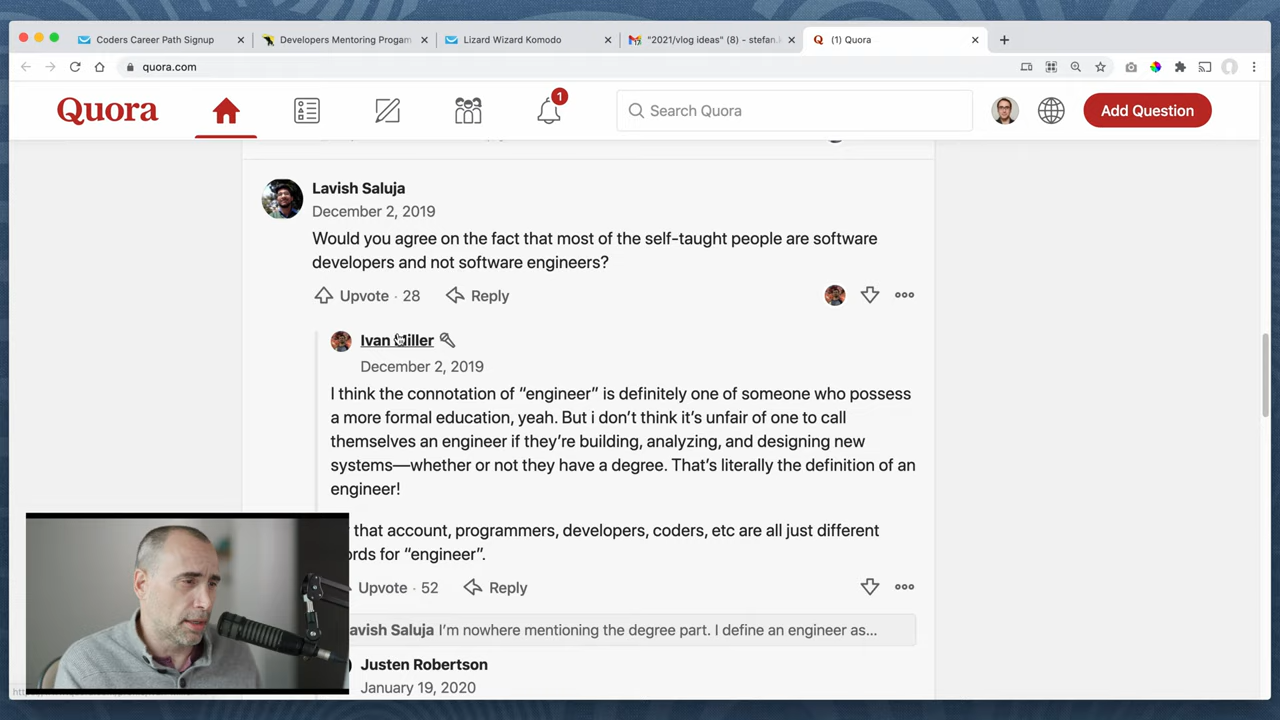 Coders Career Path Signup
Developers Mentoring Progam
Lizard Wizard Komodo
"2021/vlog ideas" (8) - stefan.
(1) Quora
quora.com
Quora
1
Search Quora
Add Question
Lavish Saluja
December 2, 2019
Would you agree on the fact that most of the self-taught people are software
developers and not software engineers?
Upvote · 28
Reply
Ivan Miller
December 2, 2019
I think the connotation of “engineer” is definitely one of someone who possess
a more formal education, yeah. But i don’t think it’s unfair of one to call
themselves an engineer if they’re building, analyzing, and designing new
systems—whether or not they have a degree. That’s literally the definition of an
engineer!
that account, programmers, developers, coders, etc are all just different
for “engineer”.
Upvote · 52
Reply
Saluja I’m nowhere mentioning the degree part. I define an engineer as...
Justen Robertson
January 19, 2020